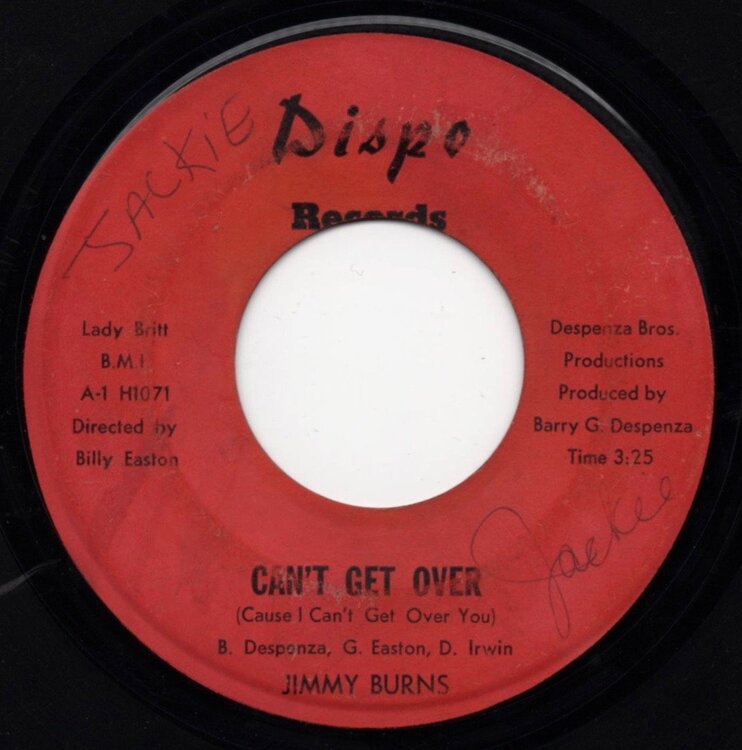 JACKIE
Dispo
Records
Lady Britt
B.M.I.
A-1 H1071
Directed by
Billy Easton
Despenza Bros.
Productions
Produced by
Barry G. Despenza
Time 3:25
Jackie
CAN'T GET OVER
(Cause I Can't Get Over You)
B. Despenza, G. Easton, D. Irwin
JIMMY BURNS